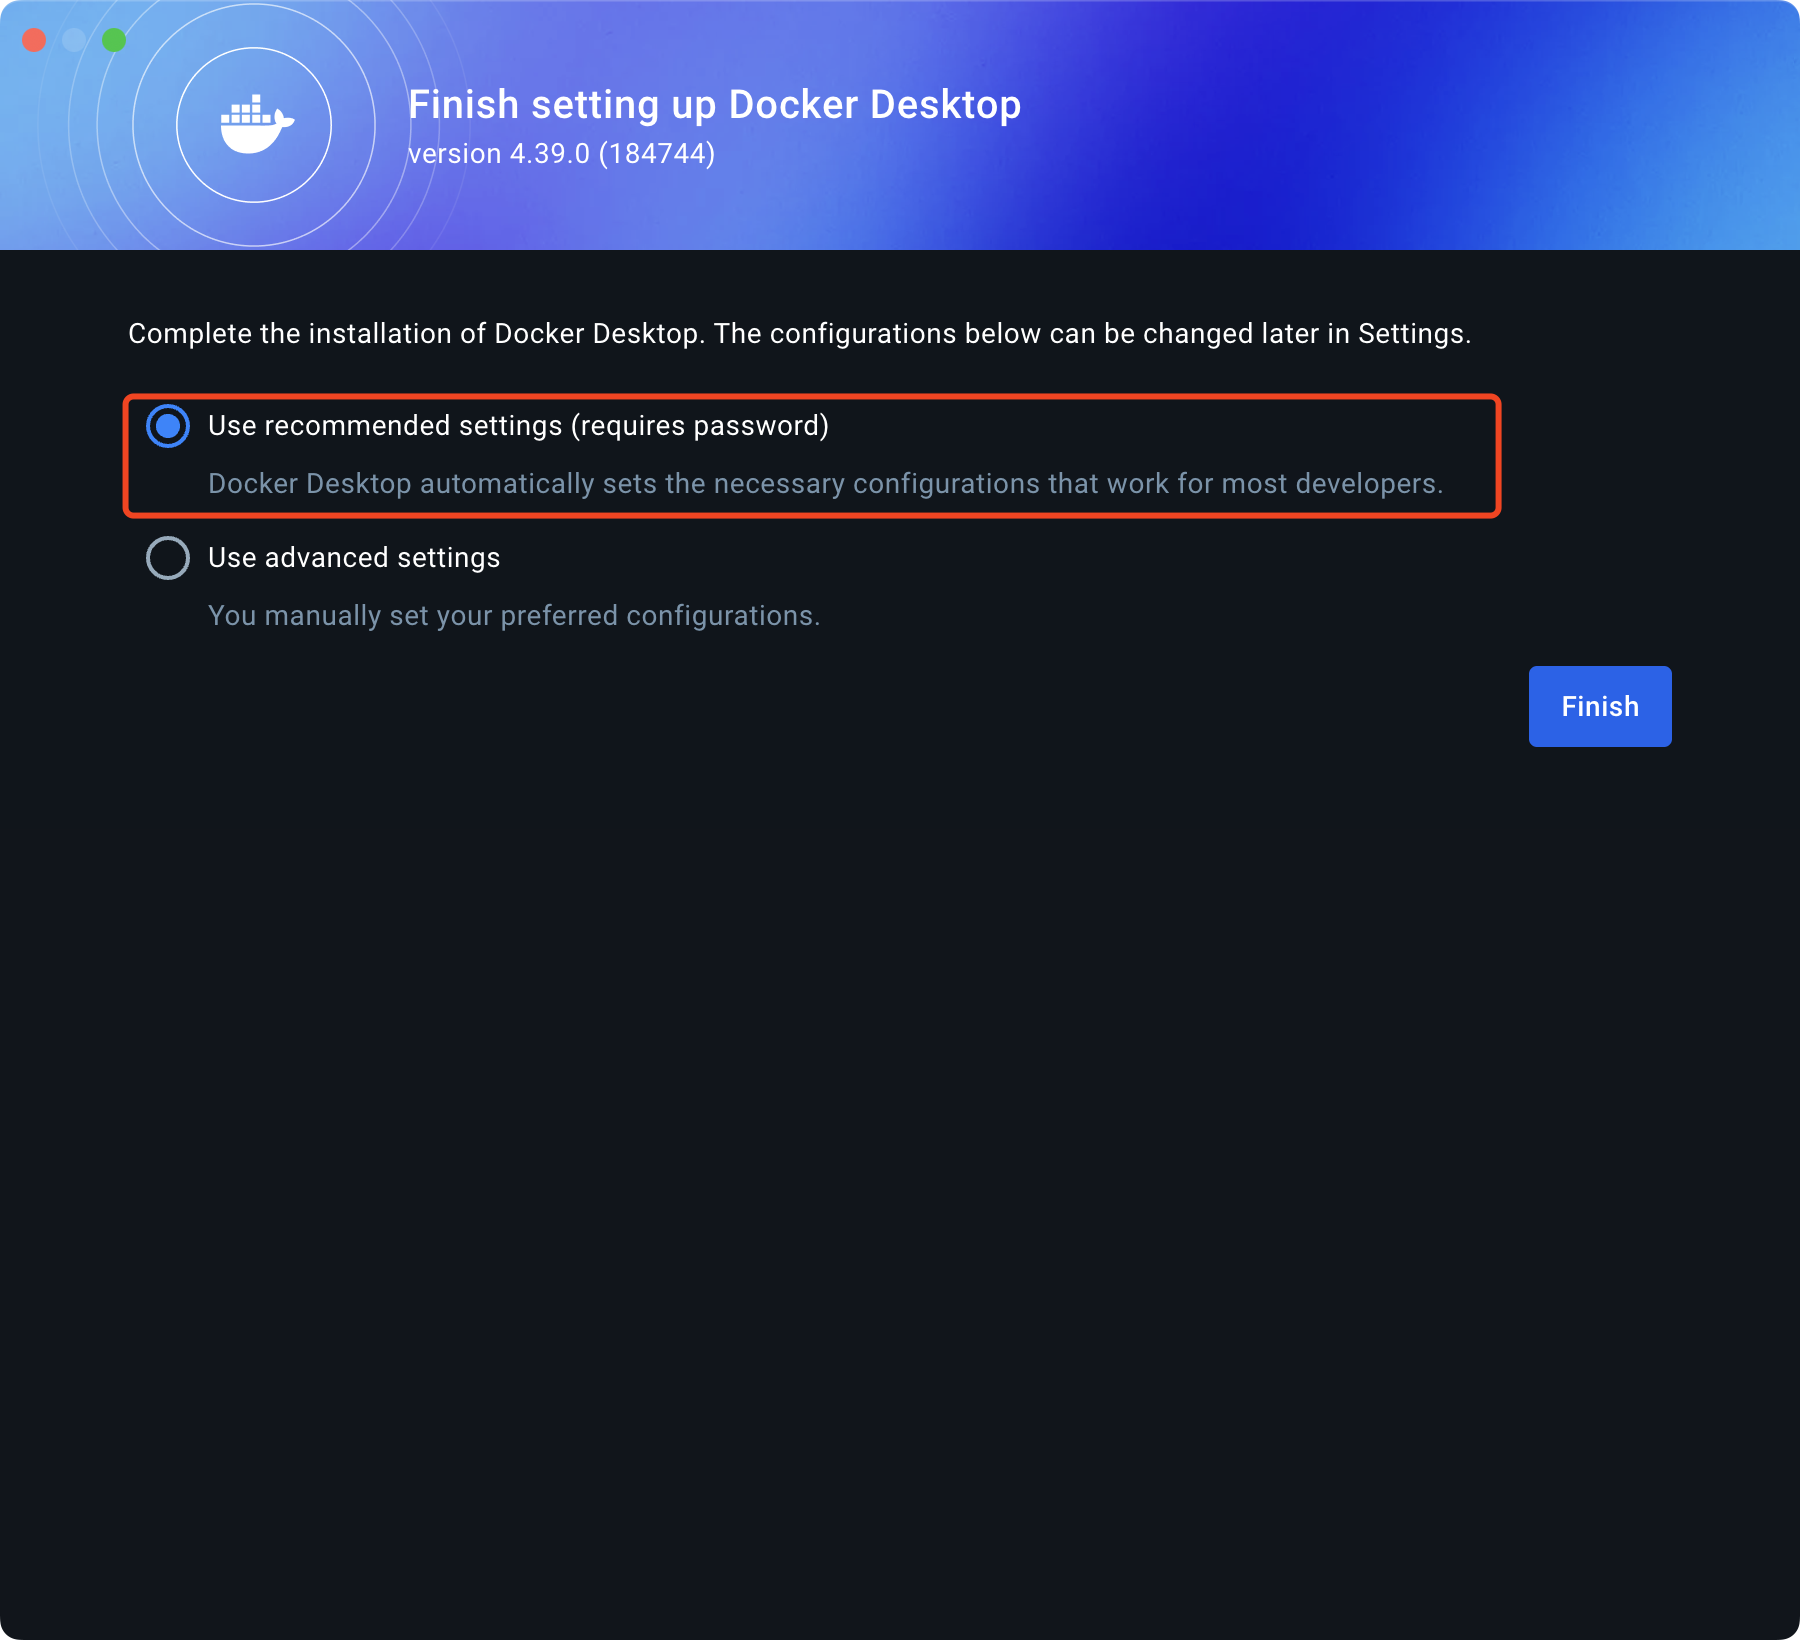 Finish setting up Docker Desktop
version 4.39.0 (184744)
Complete the installation of Docker Desktop. The configurations below can be changed later in Settings.
Use recommended settings (requires password)
Docker Desktop automatically sets the necessary configurations that work for most developers.
Use advanced settings
You manually set your preferred configurations.
Finish